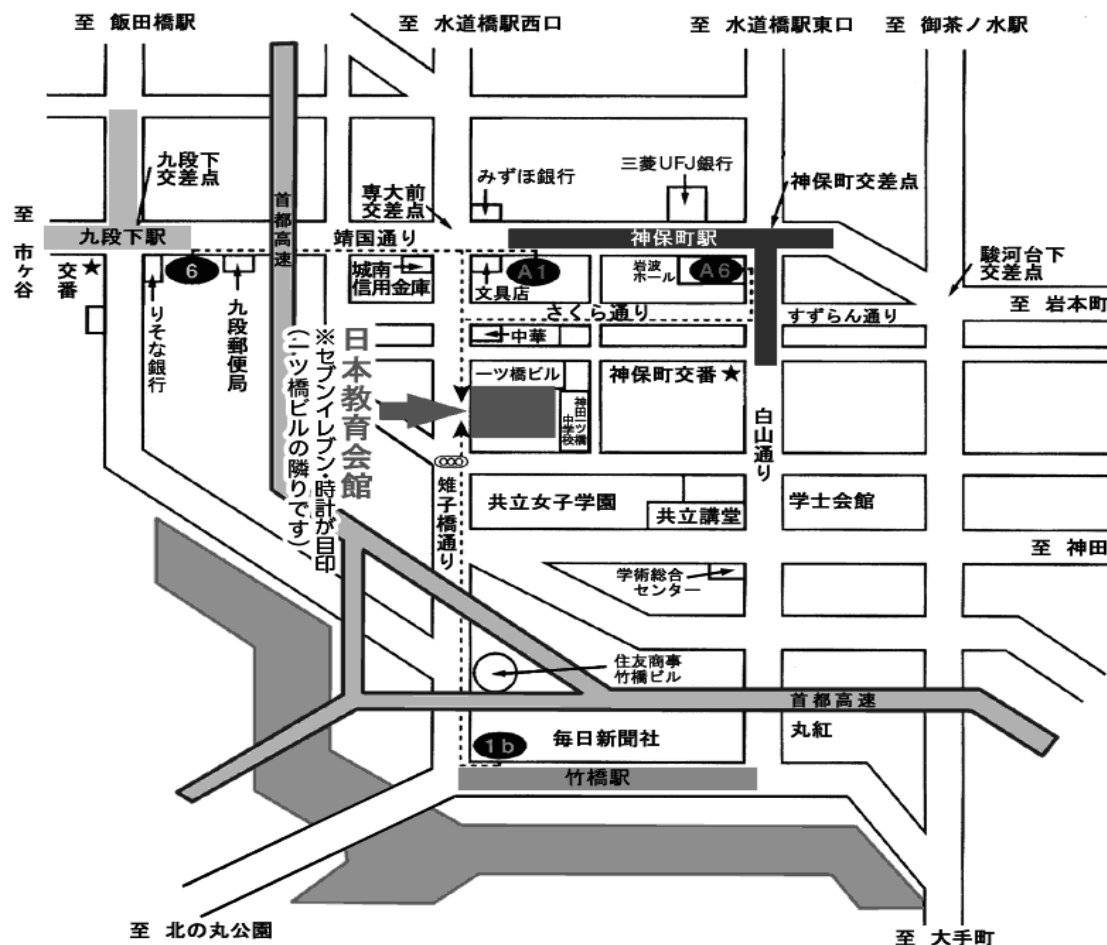 至 飯田橋駅
至 水道橋駅西口
至 水道橋駅東口
至 御茶ノ水駅
九段下
交差点
首都高速
専大前
交差点
みずほ銀行
三菱UFJ銀行
神保町交差点
至 市ヶ谷
九段下駅
靖国通り
神保町駅
駿河台下
交差点
交番★
りそな銀行
6
九段郵便局
城南
信用金庫
文具店
A1
岩波
ホール
A6
さくら通り
すずらん通り
至 岩本町
中華
一ツ橋ビル
神田一ツ橋
中学校
神保町交番★
白山通り
日本教育会館
※セブンイレブン・時計が目印
(一ツ橋ビルの隣りです)
雉子橋通り
共立女子学園
共立講堂
学士会館
至 神田
学術総合
センター
住友商事
竹橋ビル
首都高速
丸紅
1b
毎日新聞社
竹橋駅
至 北の丸公園
至 大手町